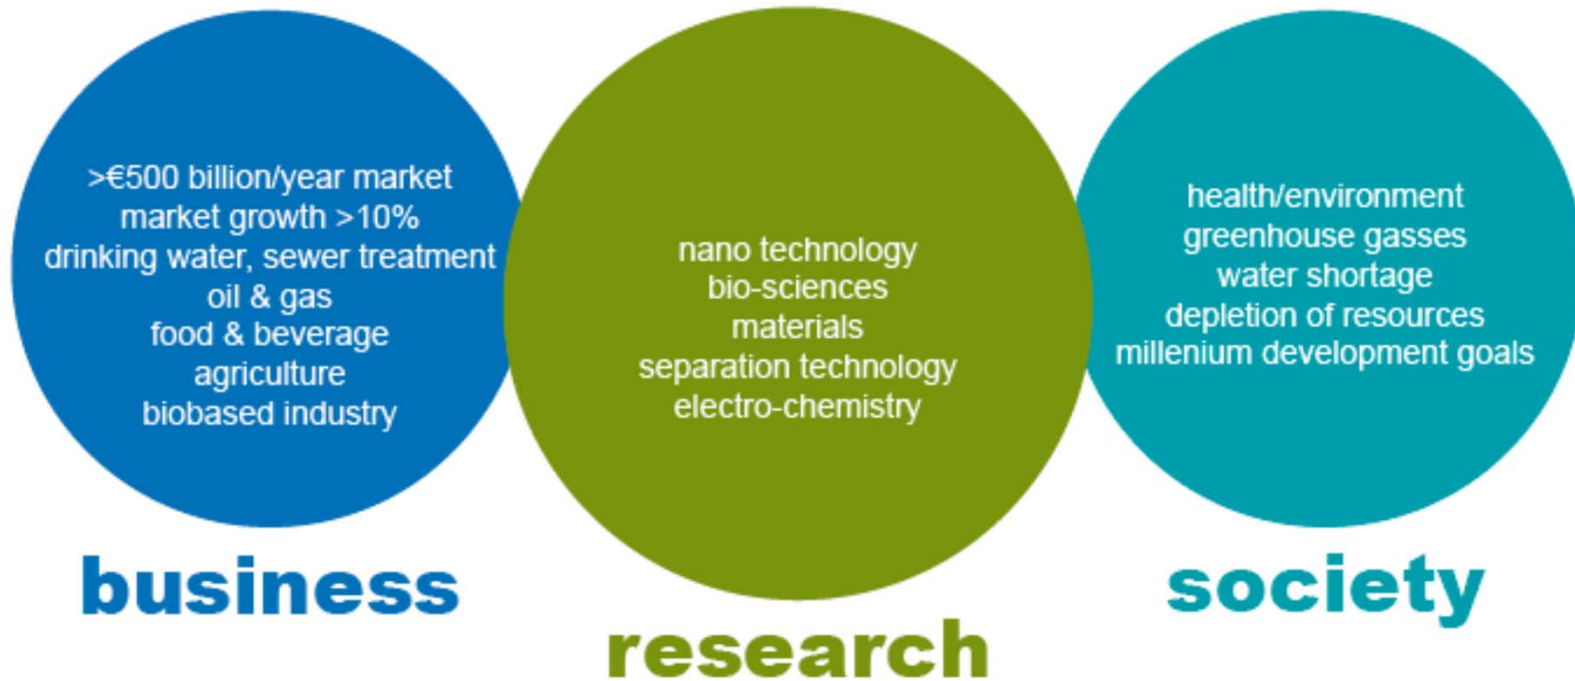 >€500 billion/year market
market growth >10%
drinking water, sewer treatment
oil & gas
food & beverage
agriculture
biobased industry
business
nano technology
bio-sciences
materials
separation technology
electro-chemistry
research
health/environment
greenhouse gasses
water shortage
depletion of resources
millenium development goals
society